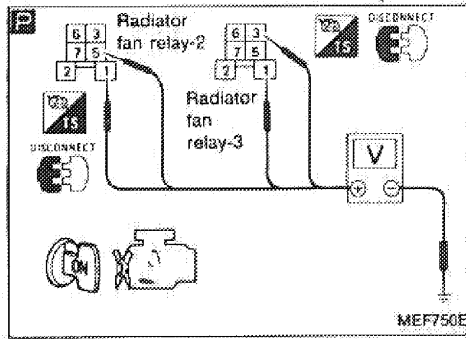 P
Radiator
fan relay-2
6 3
7 5
2 1
6 3
7 5
2 1
Radiator
fan
relay-3
T.S.
DISCONNECT
T.S.
DISCONNECT
V
+ −
ON
MEF750E